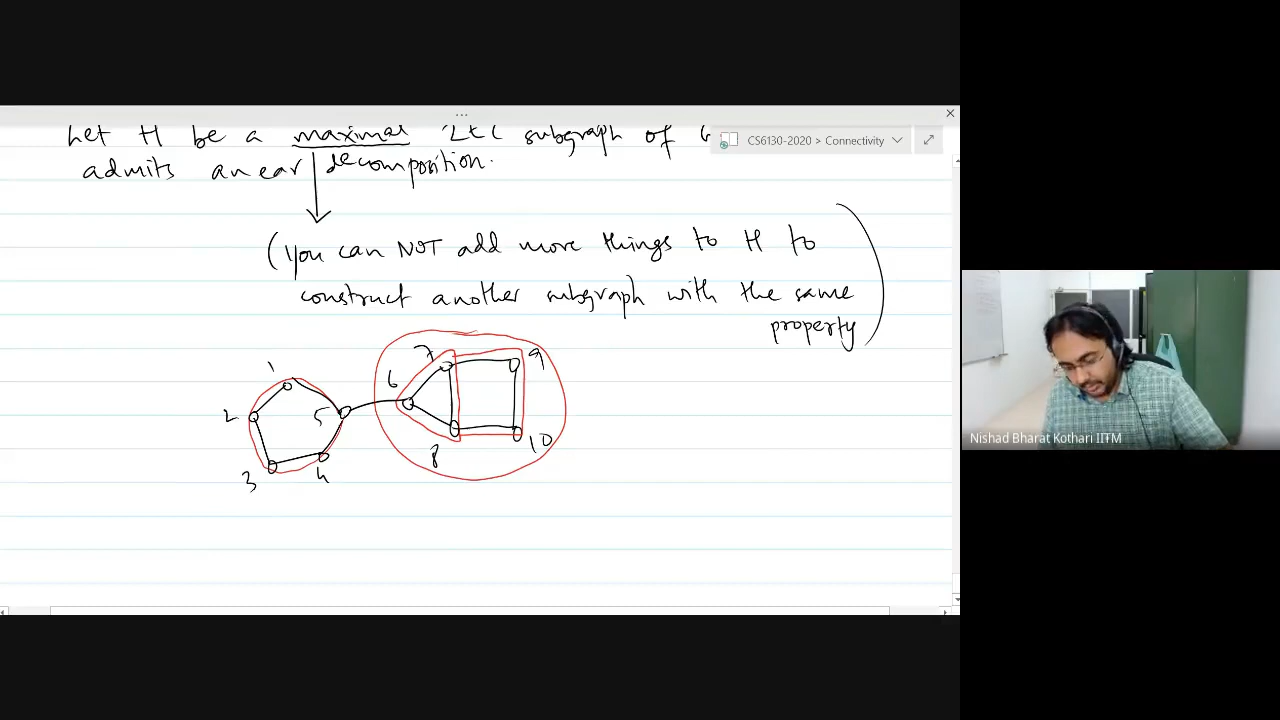 Let H be a maximal 2EC subgraph of G
admits an ear decomposition.
CS6130-2020 > Connectivity
(you can NOT add more things to H to
construct another subgraph with the same
property)
1
2
3
4
5
6
7
8
9
10
Nishad Bharat Kothari IITM